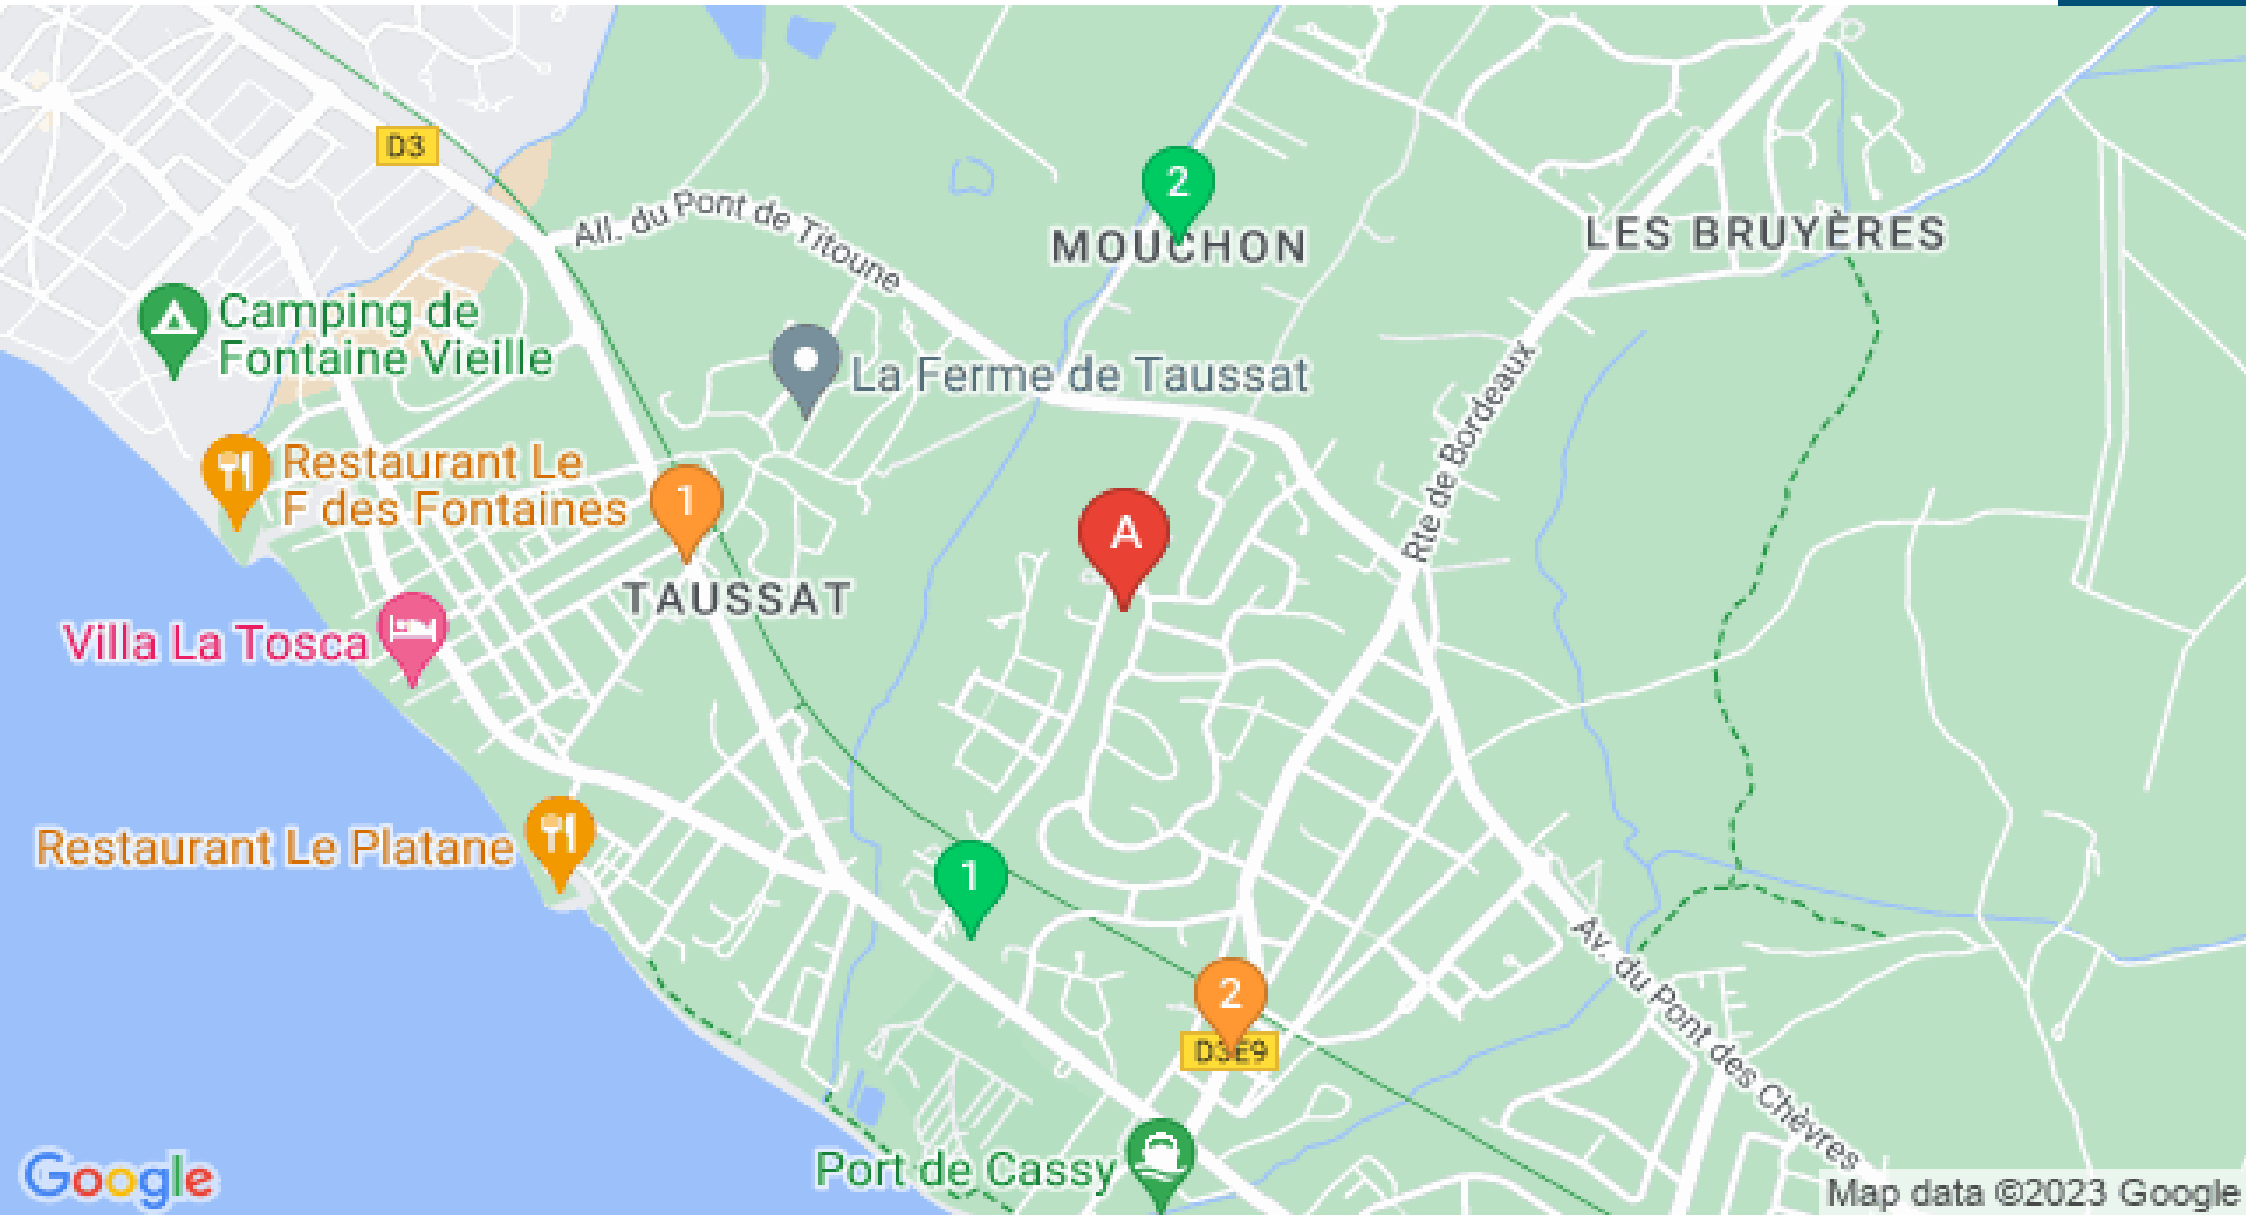 D3
All. du Pont de Titoune
2
MOUCHON
LES BRUYÈRES
Camping de
Fontaine Vieille
La Ferme de Taussat
Rte de Bordeaux
Restaurant Le
F des Fontaines
1
A
TAUSSAT
Villa La Tosca
Restaurant Le Platane
1
2
D3E9
Av. du Pont des Chèvres
Port de Cassy
Google
Map data ©2023 Google